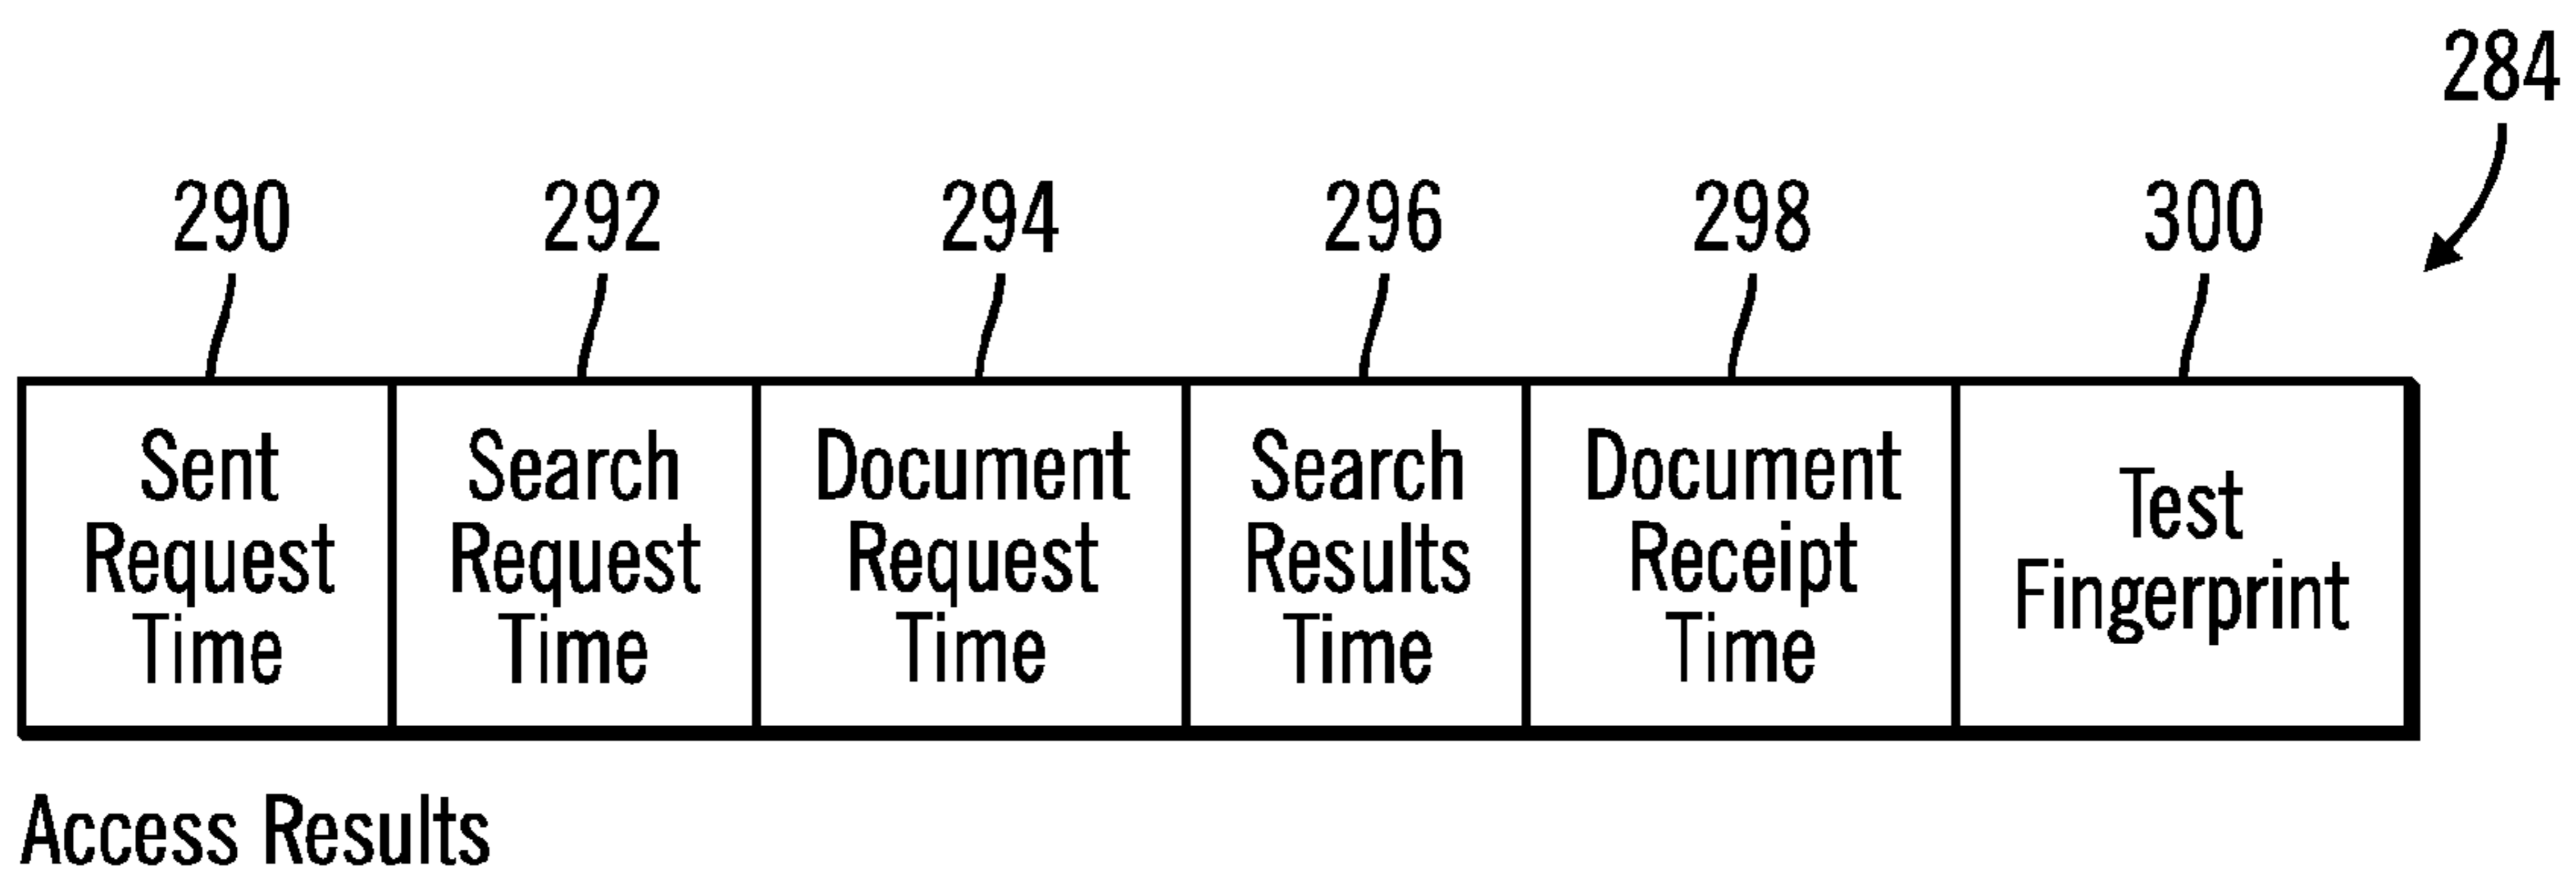 284
290 292 294 296 298 300
Sent
Request
Time
Search
Request
Time
Document
Request
Time
Search
Results
Time
Document
Receipt
Time
Test
Fingerprint
Access Results